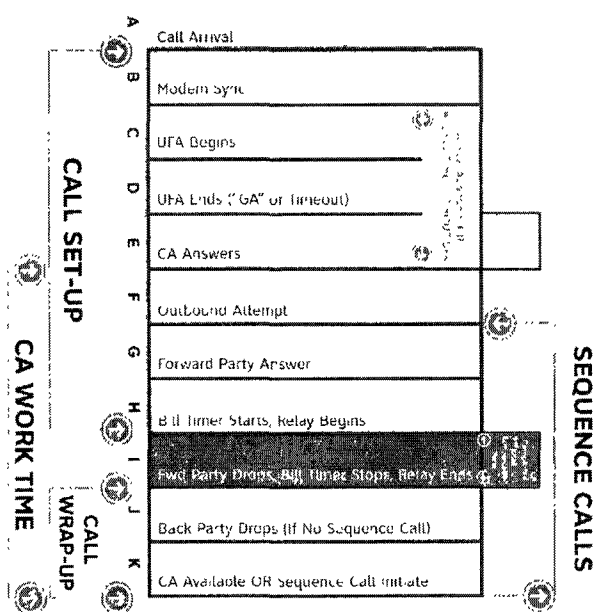 A
Call Arrival
B
Modem Sync
C
UFA Begins
D
UFA Ends ("GA" or Timeout)
E
CA Answers
F
Outbound Attempt
G
Forward Party Answer
H
Bill Timer Starts, Relay Begins
I
Fwd Party Drops, Bill Timer Stops, Relay Ends
J
Back Party Drops (If No Sequence Call)
K
CA Available OR Sequence Call Initiate
CALL SET-UP
CA WORK TIME
CALL
WRAP-UP
SEQUENCE CALLS